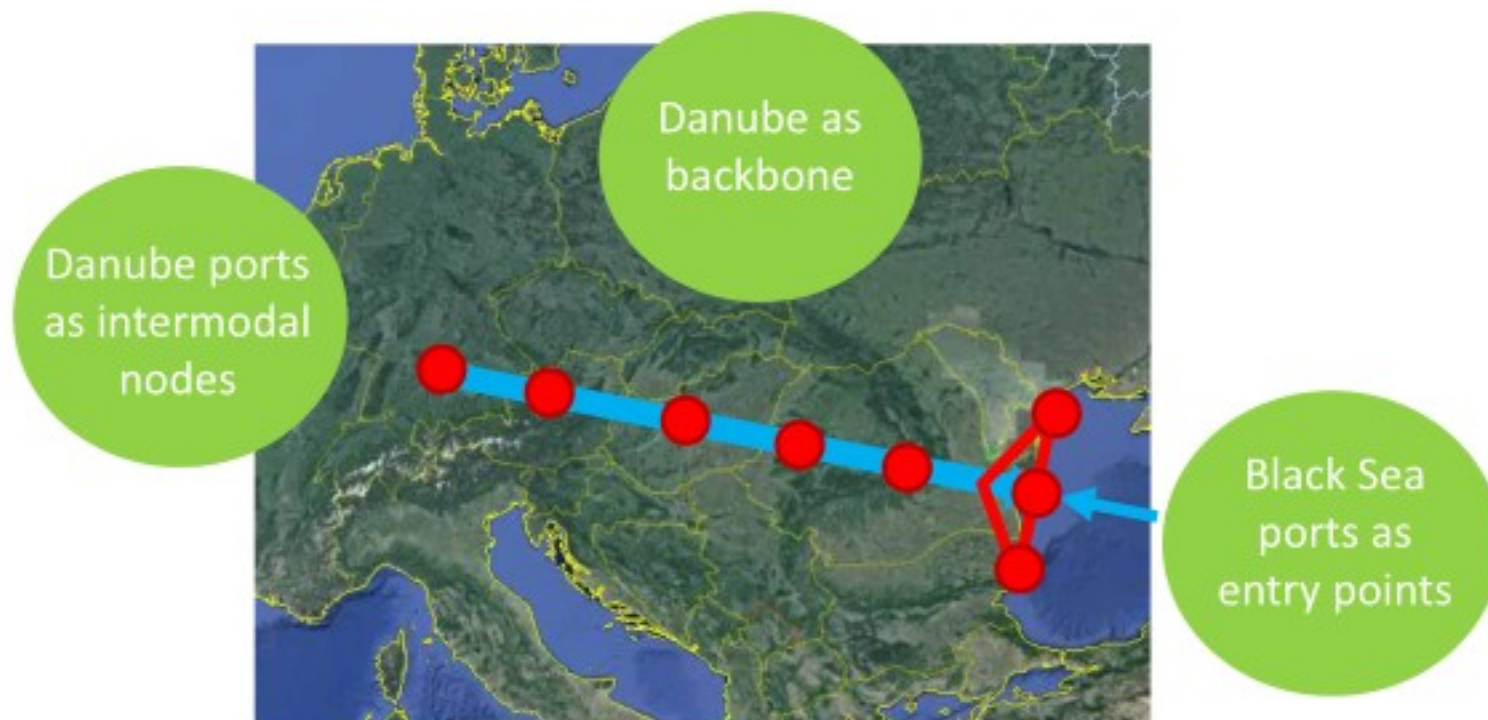 Danube as
backbone
Danube ports
as intermodal
nodes
Black Sea
ports as
entry points